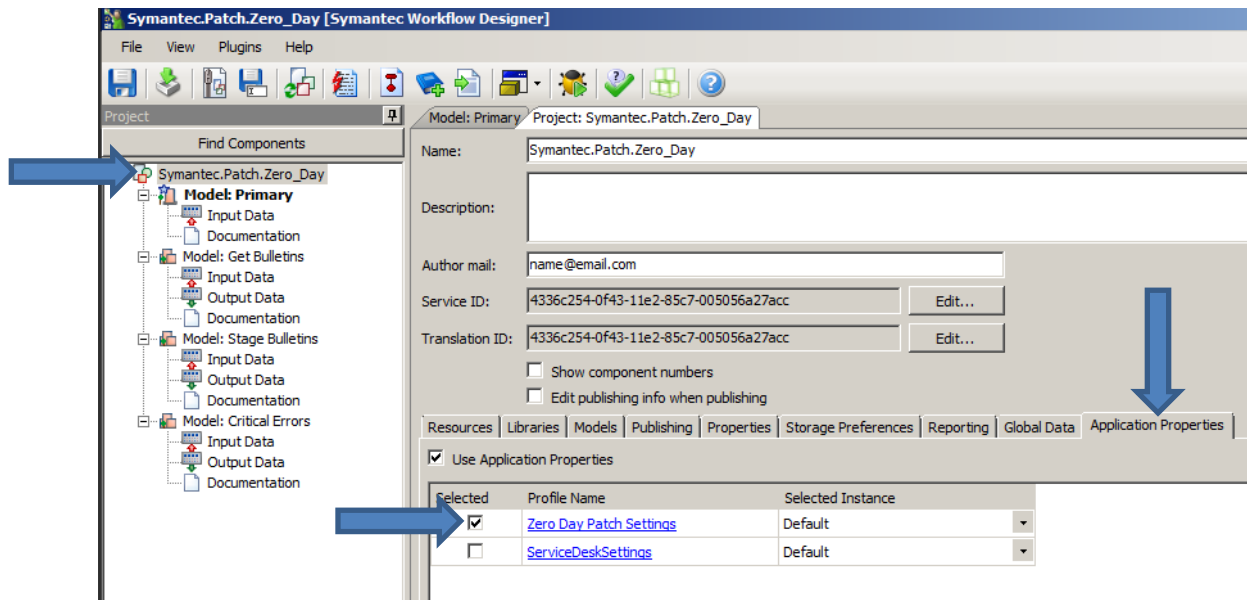 Symantec.Patch.Zero_Day [Symantec Workflow Designer]
File View Plugins Help
Project
Find Components
Symantec.Patch.Zero_Day
Model: Primary
Input Data
Documentation
Model: Get Bulletins
Input Data
Output Data
Documentation
Model: Stage Bulletins
Input Data
Output Data
Documentation
Model: Critical Errors
Input Data
Output Data
Documentation
Model: Primary Project: Symantec.Patch.Zero_Day
Name: Symantec.Patch.Zero_Day
Description:
Author mail: name@email.com
Service ID: 4336c254-0f43-11e2-85c7-005056a27acc Edit...
Translation ID: 4336c254-0f43-11e2-85c7-005056a27acc Edit...
Show component numbers
Edit publishing info when publishing
Resources Libraries Models Publishing Properties Storage Preferences Reporting Global Data Application Properties
Use Application Properties
Selected Profile Name Selected Instance
Zero Day Patch Settings Default
ServiceDeskSettings Default